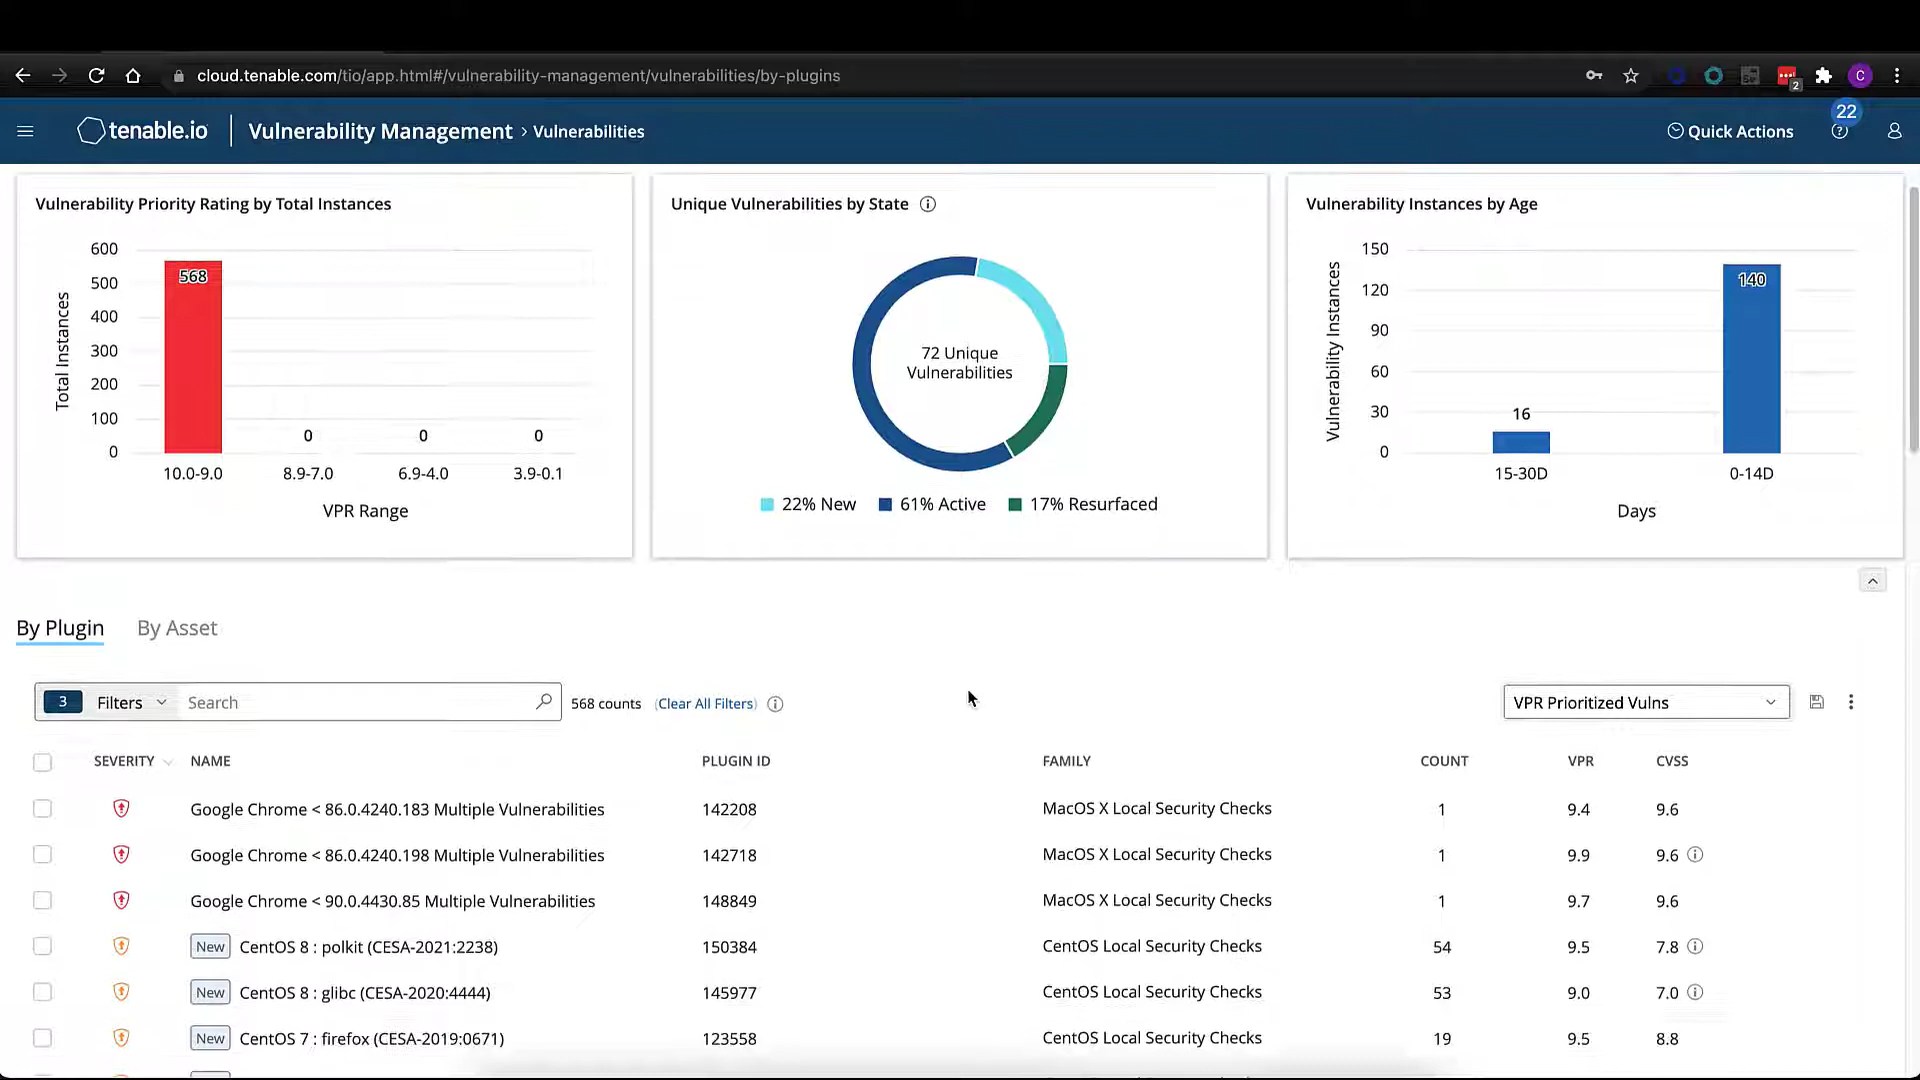 cloud.tenable.com/tio/app.html#/vulnerability-management/vulnerabilities/by-plugins
2
C
tenable.io
Vulnerability Management > Vulnerabilities
Quick Actions
22
Vulnerability Priority Rating by Total Instances
Total Instances
600
500
400
300
200
100
0
568
0
0
0
10.0-9.0
8.9-7.0
6.9-4.0
3.9-0.1
VPR Range
Unique Vulnerabilities by State
72 Unique
Vulnerabilities
22% New
61% Active
17% Resurfaced
Vulnerability Instances by Age
Vulnerability Instances
150
120
90
60
30
0
16
140
15-30D
0-14D
Days
By Plugin
By Asset
3 Filters
Search
568 counts (Clear All Filters)
VPR Prioritized Vulns
SEVERITY NAME PLUGIN ID FAMILY COUNT VPR CVSS
Google Chrome < 86.0.4240.183 Multiple Vulnerabilities 142208 MacOS X Local Security Checks 1 9.4 9.6
Google Chrome < 86.0.4240.198 Multiple Vulnerabilities 142718 MacOS X Local Security Checks 1 9.9 9.6
Google Chrome < 90.0.4430.85 Multiple Vulnerabilities 148849 MacOS X Local Security Checks 1 9.7 9.6
New CentOS 8 : polkit (CESA-2021:2238) 150384 CentOS Local Security Checks 54 9.5 7.8
New CentOS 8 : glibc (CESA-2020:4444) 145977 CentOS Local Security Checks 53 9.0 7.0
New CentOS 7 : firefox (CESA-2019:0671) 123558 CentOS Local Security Checks 19 9.5 8.8